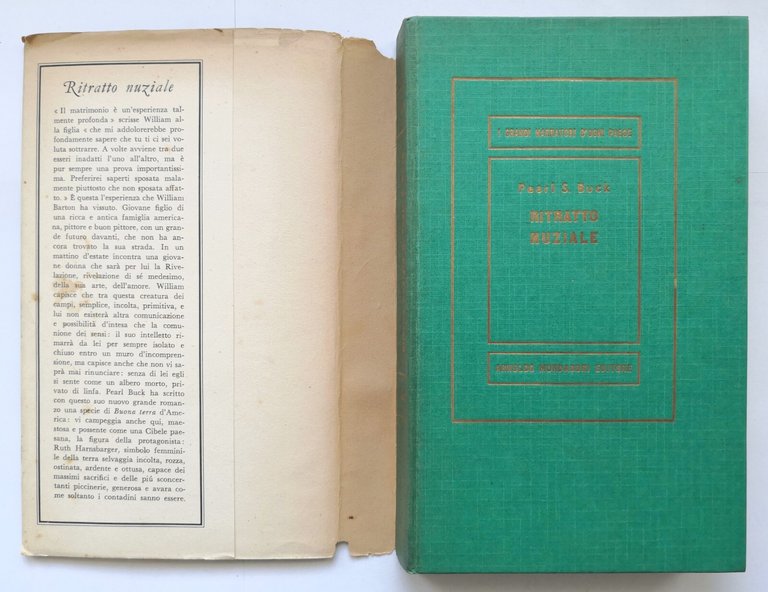 Ritratto nuziale
« Il matrimonio è un'esperienza tal-
mente profonda » scrisse William al-
la figlia « che mi addolorerebbe pro-
fondamente sapere che tu ti ci sei vo-
luta sottrarre. A volte avviene tra due
esseri inadatti l'uno all'altro, ma è
pur sempre una prova importantissi-
ma. Preferirei saperti sposata mala-
mente piuttosto che non sposata affat-
to. » È questa l'esperienza che William
Barton ha vissuto. Giovane figlio di
una ricca e antica famiglia america-
na, pittore e buon pittore, con un gran-
de futuro davanti, che non ha an-
cora trovato la sua strada. In un
mattino d'estate incontra una giova-
ne donna che sarà per lui la Rive-
lazione, rivelazione di sé medesimo,
della sua arte, dell'amore. William
capisce che tra questa creatura dei
campi, semplice, incolta, primitiva, e
lui non esisterà altra comunicazione
e possibilità d'intesa che la comu-
nione dei sensi: il suo intelletto ri-
marrà da lei per sempre isolato e
chiuso entro un muro d'incompren-
sione, ma capisce anche che non vi sa-
prà mai rinunciare: senza di lei egli
si sente come un albero morto, pri-
vato di linfa. Pearl Buck ha scritto
con questo suo nuovo grande roman-
zo una specie di Buona terra d'Ame-
rica: vi campeggia anche qui, mae-
stosa e possente come una Cibele pae-
sana, la figura della protagonista:
Ruth Harnsbarger, simbolo femmini-
le della terra selvaggia incolta, rozza,
ostinata, ardente e ottusa, capace dei
massimi sacrifici e delle più sconcer-
tanti piccinerie, generosa e avara co-
me soltanto i contadini sanno essere.
I GRANDI NARRATORI D'OGNI PAESE
Pearl S. Buck
RITRATTO
NUZIALE
ARNOLDO MONDADORI EDITORE